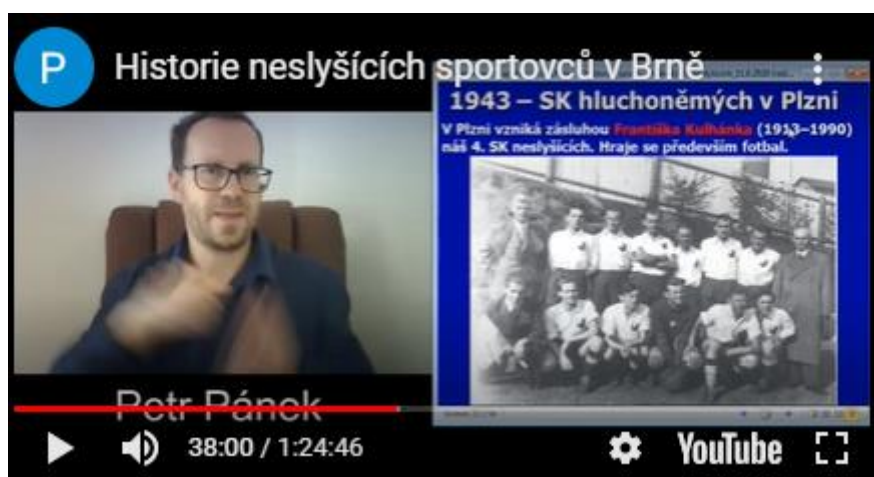 P
Historie neslyšících sportovců v Brně
1943 – SK hluchoněmých v Plzni
V Plzni vzniká zásluhou Františka Kulhánka (1913–1990)
náš 4. SK neslyšících. Hraje se především fotbal.
Petr Pánek
38:00 / 1:24:46
YouTube